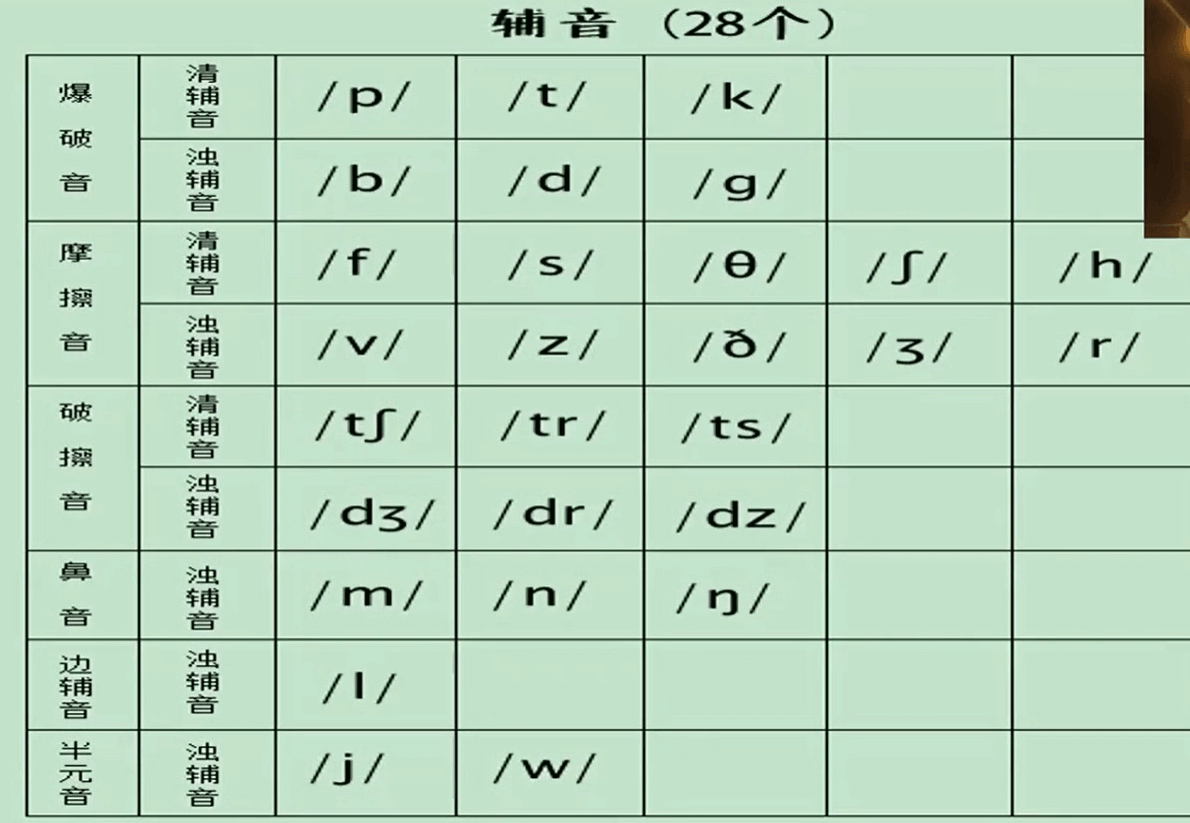 辅音（28个）
爆破音 清辅音 /p/ /t/ /k/
浊辅音 /b/ /d/ /g/
摩擦音 清辅音 /f/ /s/ /θ/ /ʃ/ /h/
浊辅音 /v/ /z/ /ð/ /ʒ/ /r/
破擦音 清辅音 /tʃ/ /tr/ /ts/
浊辅音 /dʒ/ /dr/ /dz/
鼻音 浊辅音 /m/ /n/ /ŋ/
边辅音 浊辅音 /l/
半元音 浊辅音 /j/ /w/